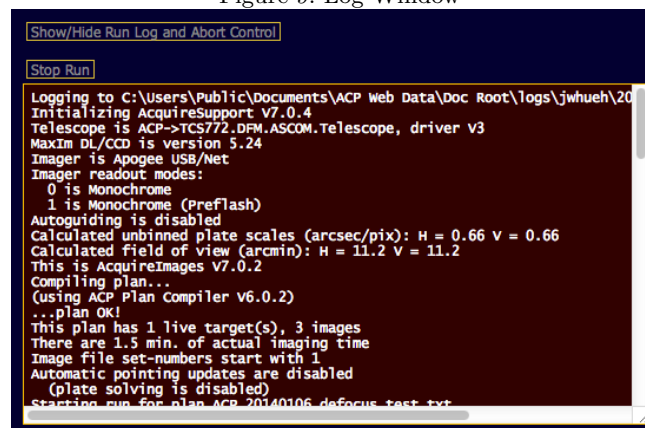 Figure 9: Log Window
Show/Hide Run Log and Abort Control
Stop Run
Logging to C:\Users\Public\Documents\ACP Web Data\Doc Root\logs\jwhueh\20
Initializing AcquireSupport V7.0.4
Telescope is ACP->TCS772.DFM.ASCOM.Telescope, driver V3
MaxIm DL/CCD is version 5.24
Imager is Apogee USB/Net
Imager readout modes:
0 is Monochrome
1 is Monochrome (Preflash)
Autoguiding is disabled
Calculated unbinned plate scales (arcsec/pix): H = 0.66 V = 0.66
Calculated field of view (arcmin): H = 11.2 V = 11.2
This is AcquireImages V7.0.2
Compiling plan...
(using ACP Plan Compiler V6.0.2)
...plan OK!
This plan has 1 live target(s), 3 images
There are 1.5 min. of actual imaging time
Image file set-numbers start with 1
Automatic pointing updates are disabled
(plate solving is disabled)
Starting run for plan ACP_20140106_defocus_test.txt